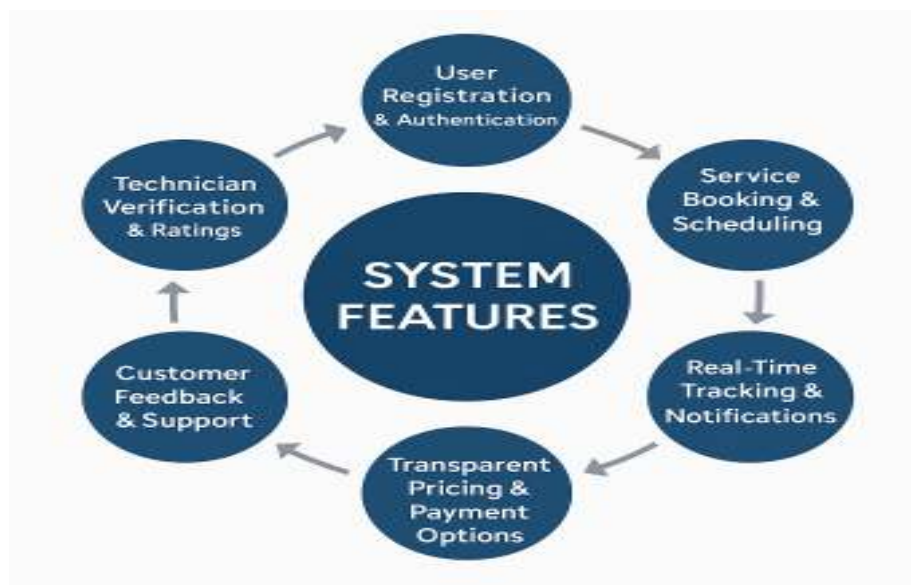 User
Registration
& Authentication
Service
Booking &
Scheduling
Real-Time
Tracking &
Notifications
Transparent
Pricing &
Payment
Options
Customer
Feedback
& Support
Technician
Verification
& Ratings
SYSTEM
FEATURES